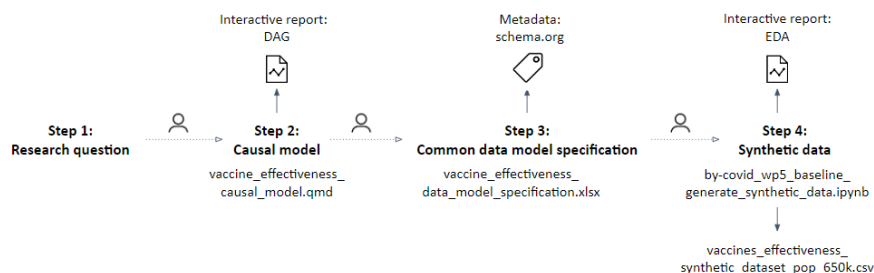 Interactive report:
DAG
Metadata:
schema.org
Interactive report:
EDA
Step 1:
Research question
Step 2:
Causal model
vaccine_effectiveness_
causal_model.qmd
Step 3:
Common data model specification
vaccine_effectiveness_
data_model_specification.xlsx
Step 4:
Synthetic data
by-covid_wp5_baseline_
generate_synthetic_data.ipynb
vaccines_effectiveness_
synthetic_dataset_pop_650k.csv